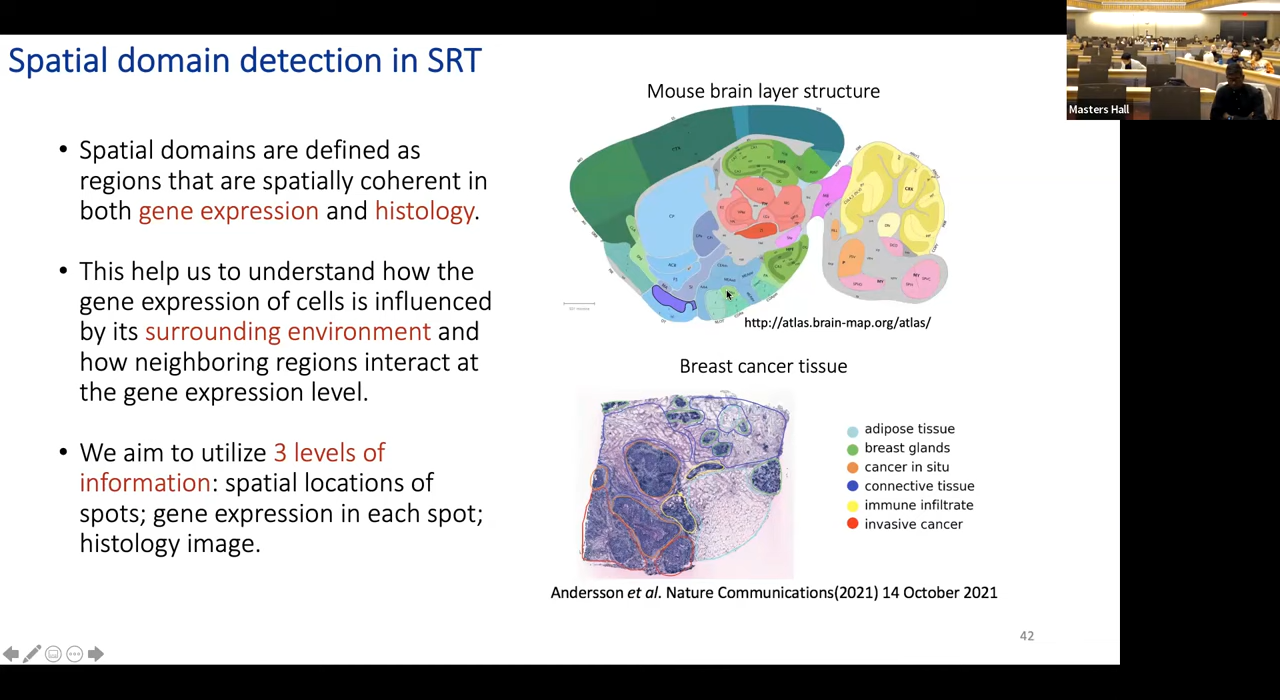 Spatial domain detection in SRT
Masters Hall
• Spatial domains are defined as
regions that are spatially coherent in
both gene expression and histology.
• This help us to understand how the
gene expression of cells is influenced
by its surrounding environment and
how neighboring regions interact at
the gene expression level.
• We aim to utilize 3 levels of
information: spatial locations of
spots; gene expression in each spot;
histology image.
Mouse brain layer structure
http://atlas.brain-map.org/atlas/
Breast cancer tissue
adipose tissue
breast glands
cancer in situ
connective tissue
immune infiltrate
invasive cancer
Andersson et al. Nature Communications(2021) 14 October 2021
42